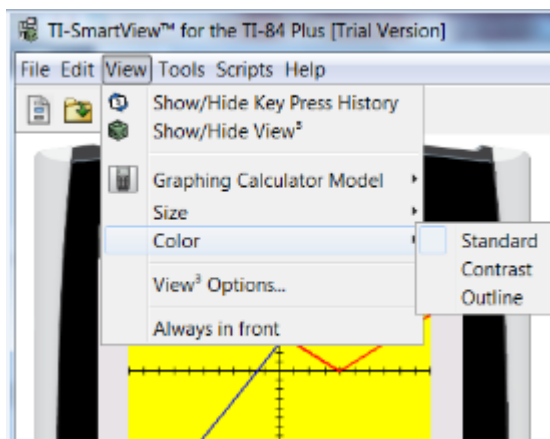 TI-SmartView™ for the TI-84 Plus [Trial Version]
File Edit View Tools Scripts Help
Show/Hide Key Press History
Show/Hide View³
Graphing Calculator Model
Size
Color
Standard
Contrast
Outline
View³ Options...
Always in front